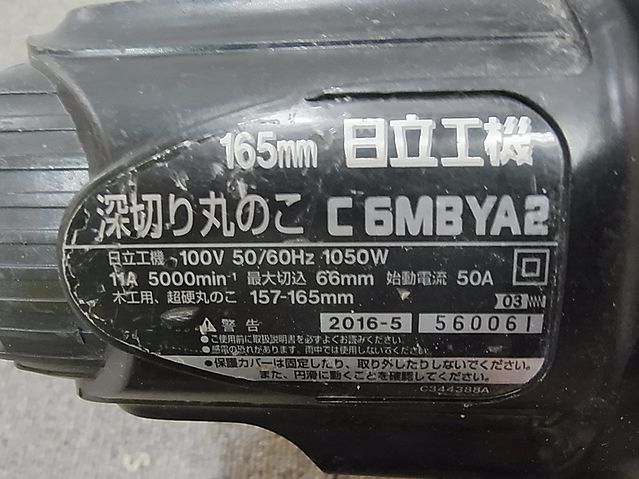 165mm 日立工機
深切り丸のこ C6MBYA2
日立工機 100V 50/60Hz 1050W
11A 5000min⁻¹ 最大切込 66mm 始動電流 50A
木工用、超硬丸のこ 157-165mm
03
警告 2016-5 560061
●ご使用前に取扱説明書を必ずよくお読みください。
●感電の恐れがあります。雨中では使用しないでください。
●保護カバーは固定したり、取り外したりしないでください。
また、円滑に動くことを確認してください。
C344388A